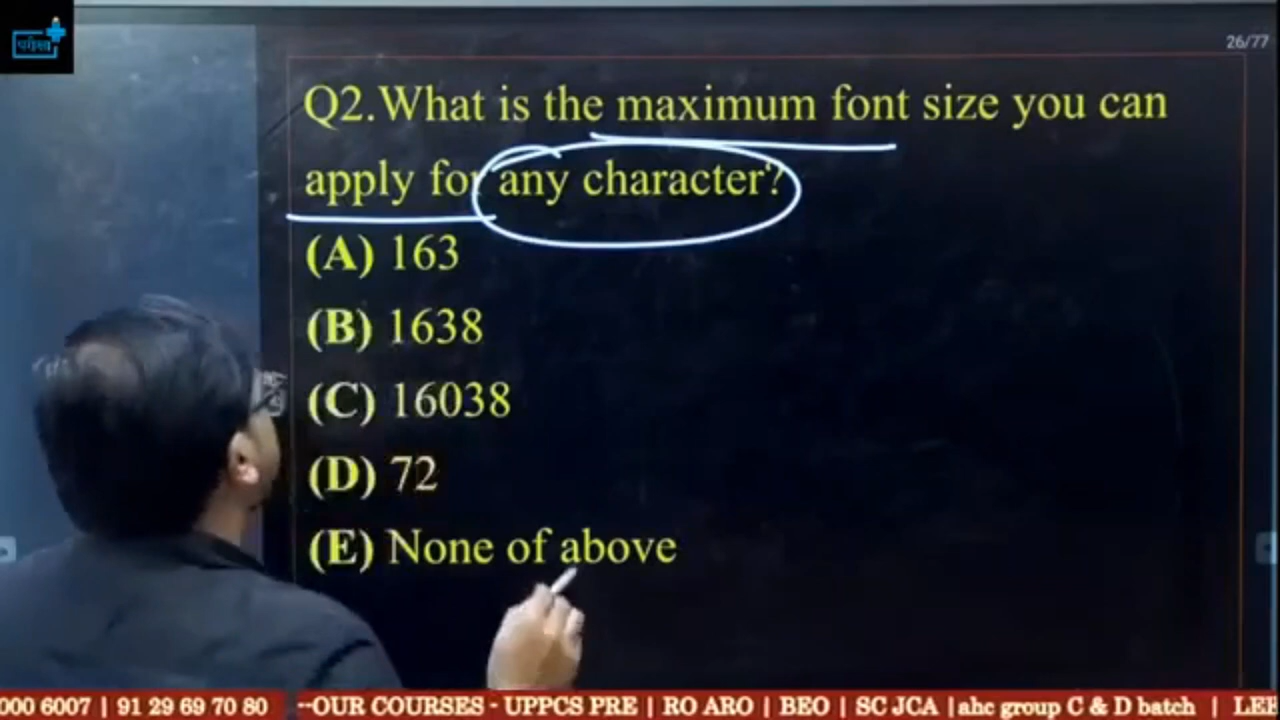 परीक्षा
26/77
Q2.What is the maximum font size you can
apply for any character?
(A) 163
(B) 1638
(C) 16038
(D) 72
(E) None of above
000 6007 | 91 29 69 70 80 --OUR COURSES - UPPCS PRE | RO ARO | BEO | SC JCA |ahc group C & D batch |